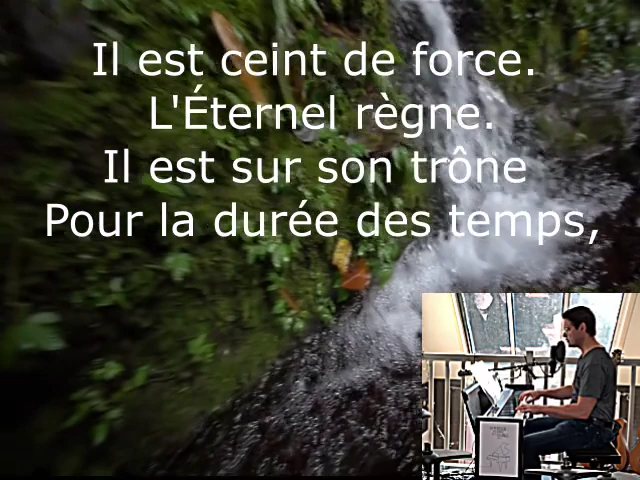 Il est ceint de force.
L'Éternel règne.
Il est sur son trône
Pour la durée des temps,